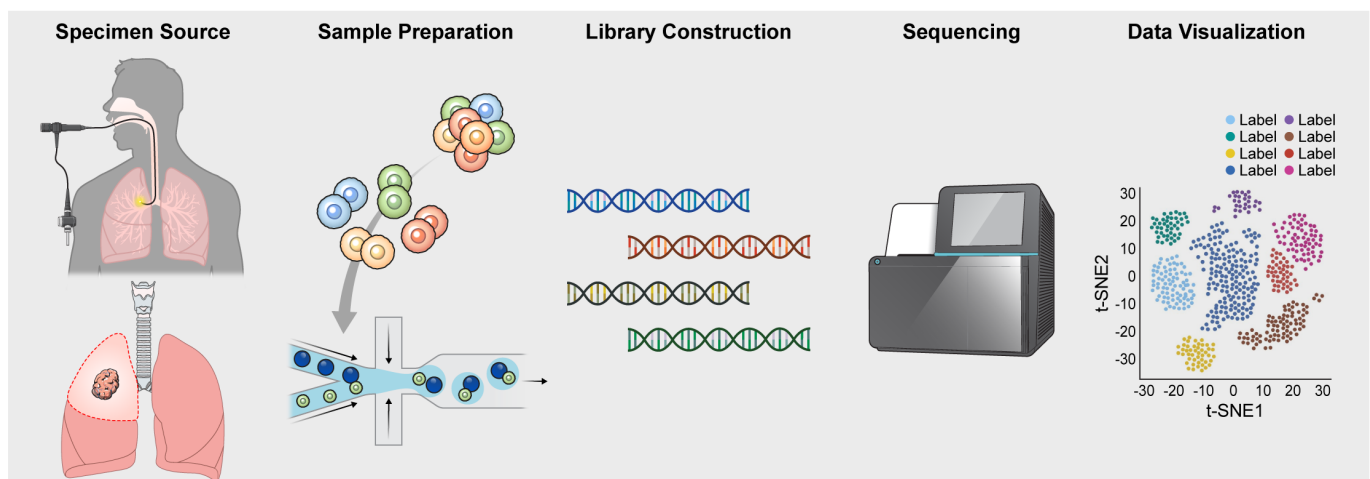 Specimen Source
Sample Preparation
Library Construction
Sequencing
Data Visualization
Label Label
Label Label
Label Label
Label Label
30
20
10
0
-10
-20
-30
t-SNE2
-30 -20 -10 0 10 20 30
t-SNE1